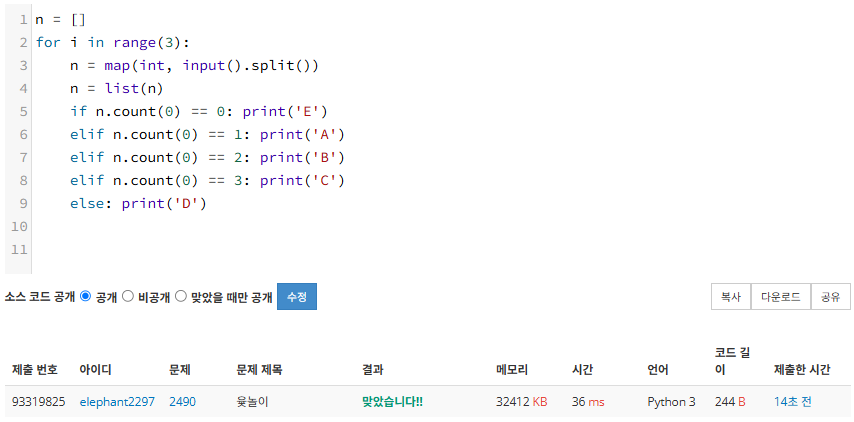 1 n = []
2 for i in range(3):
3     n = map(int, input().split())
4     n = list(n)
5     if n.count(0) == 0: print('E')
6     elif n.count(0) == 1: print('A')
7     elif n.count(0) == 2: print('B')
8     elif n.count(0) == 3: print('C')
9     else: print('D')
10
11
소스 코드 공개 공개 비공개 맞았을 때만 공개 수정 복사 다운로드 공유
제출 번호 아이디 문제 문제 제목 결과 메모리 시간 언어 코드 길이 제출한 시간
93319825 elephant2297 2490 윷놀이 맞았습니다!! 32412 KB 36 ms Python 3 244 B 14초 전